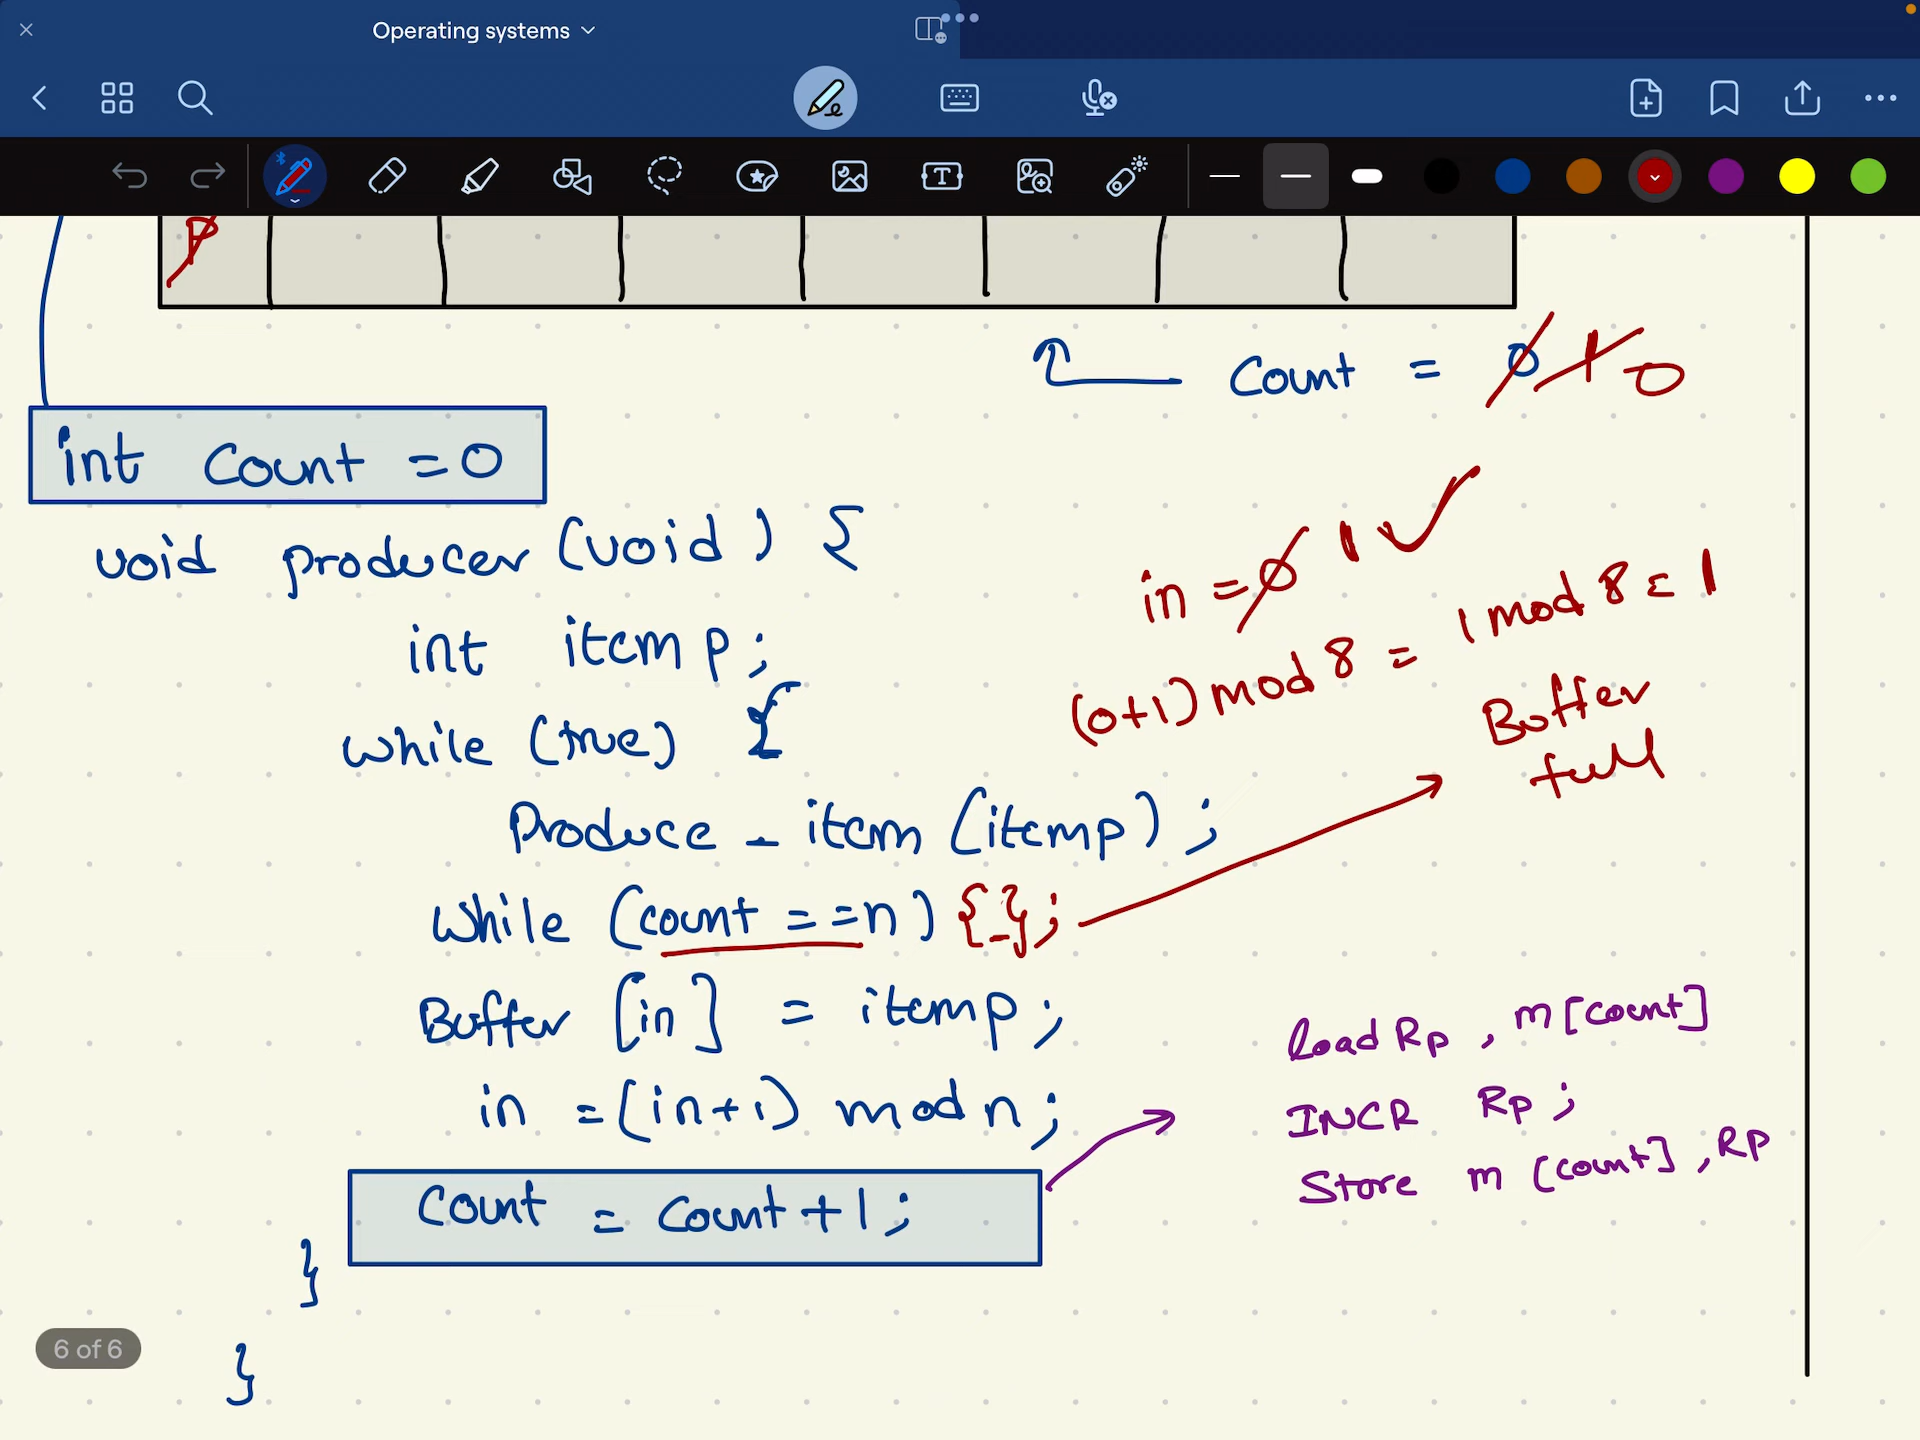 Operating systems
P
Count = 0 1 0
int Count = 0
void producer (void) {
in = 0 1
int itemp;
(0+1) mod 8 = 1 mod 8 = 1
while (true) {
Buffer
full
Produce - item (itemp) ;
while (count == n) {_};
Buffer [in] = itemp;
load Rp , m[count]
in = (in+1) mod n;
INCR Rp ;
Store m [count] , RP
Count = Count + 1;
}
6 of 6
}